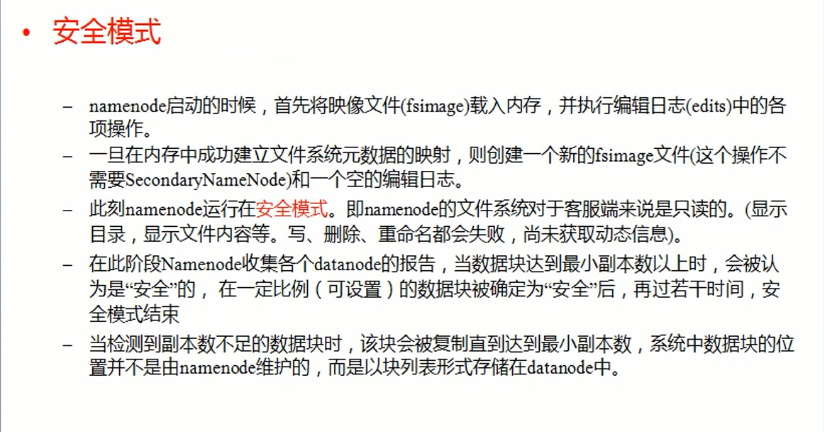 • 安全模式
– namenode启动的时候，首先将映像文件(fsimage)载入内存，并执行编辑日志(edits)中的各
项操作。
– 一旦在内存中成功建立文件系统元数据的映射，则创建一个新的fsimage文件(这个操作不
需要SecondaryNameNode)和一个空的编辑日志。
– 此刻namenode运行在安全模式。即namenode的文件系统对于客服端来说是只读的。(显示
目录，显示文件内容等。写、删除、重命名都会失败，尚未获取动态信息)。
– 在此阶段Namenode收集各个datanode的报告，当数据块达到最小副本数以上时，会被认
为是“安全”的， 在一定比例（可设置）的数据块被确定为“安全”后，再过若干时间，安
全模式结束
– 当检测到副本数不足的数据块时，该块会被复制直到达到最小副本数，系统中数据块的位
置并不是由namenode维护的，而是以块列表形式存储在datanode中。